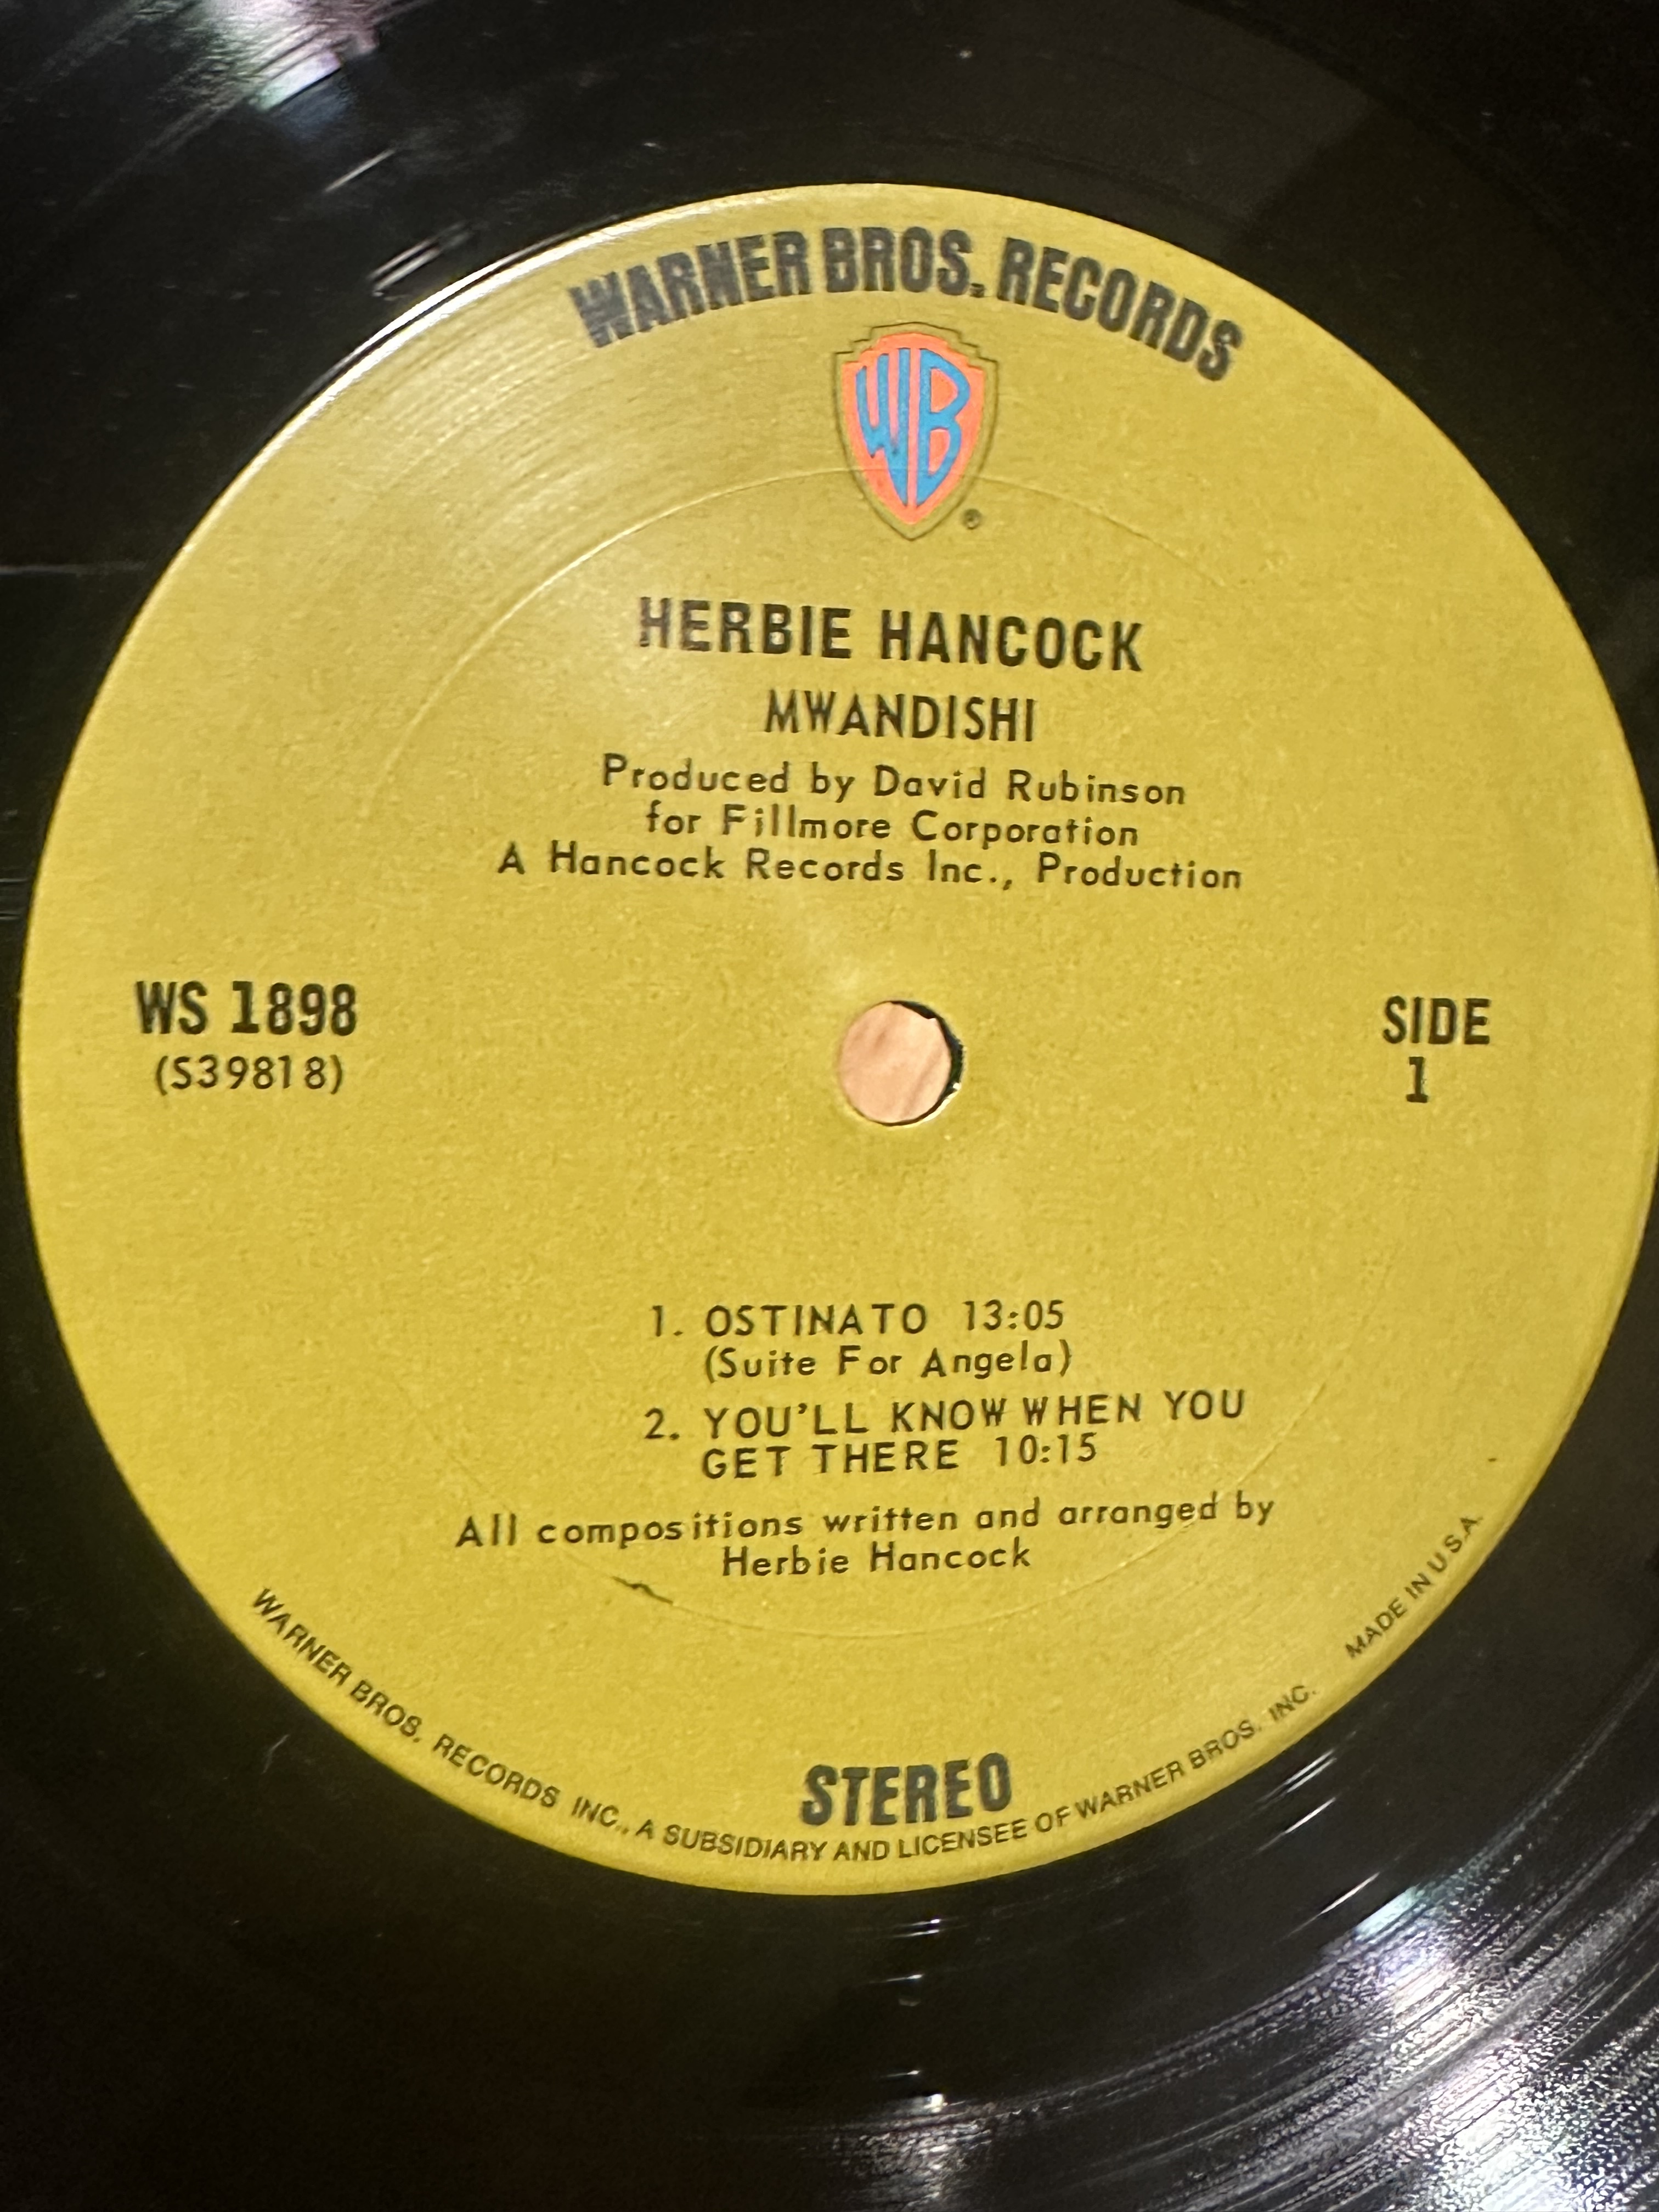 WARNER BROS. RECORDS
WB
®
HERBIE HANCOCK
MWANDISHI
Produced by David Rubinson
for Fillmore Corporation
A Hancock Records Inc., Production
WS 1898
(S39818)
SIDE
1
1. OSTINATO 13:05
(Suite For Angela)
2. YOU'LL KNOW WHEN YOU
GET THERE 10:15
All compositions written and arranged by
Herbie Hancock
STEREO
WARNER BROS. RECORDS INC., A SUBSIDIARY AND LICENSEE OF WARNER BROS. INC. MADE IN U.S.A.